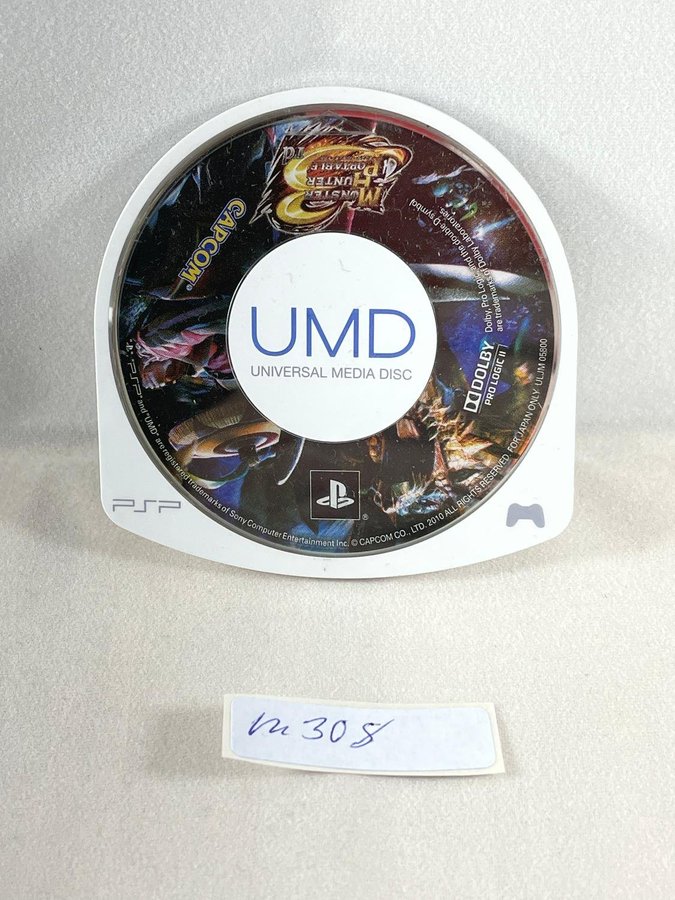 MONSTER
HUNTER
PORTABLE
3rd
CAPCOM®
Dolby, Pro Logic, and the double-D symbol
are trademarks of Dolby Laboratories.
UMD
UNIVERSAL MEDIA DISC
DOLBY
PRO LOGIC II
"PSP" and "UMD" are registered trademarks of Sony Computer Entertainment Inc. © CAPCOM CO., LTD. 2010 ALL RIGHTS RESERVED. FOR JAPAN ONLY ULJM 05800
®
PSP
m308